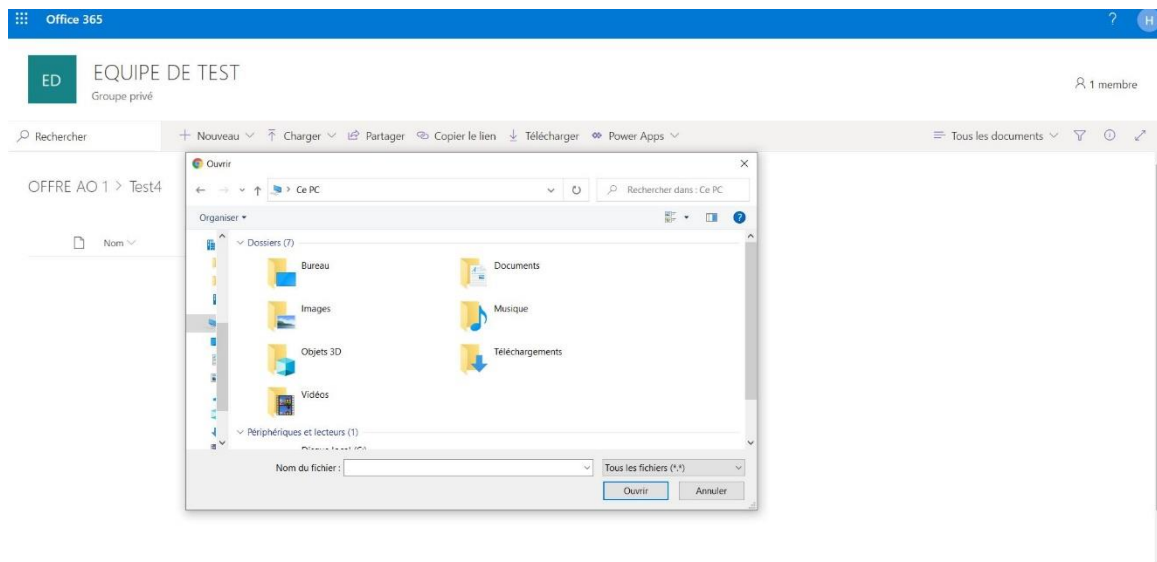 Office 365
?
H
ED
EQUIPE DE TEST
Groupe privé
1 membre
Rechercher
Nouveau
Charger
Partager
Copier le lien
Télécharger
Power Apps
Tous les documents
OFFRE AO 1 > Test4
Nom
Ouvrir
Ce PC
Rechercher dans : Ce PC
Organiser
?
Dossiers (7)
Bureau
Documents
Images
Musique
Objets 3D
Téléchargements
Vidéos
Périphériques et lecteurs (1)
Nom du fichier :
Tous les fichiers (*.*)
Ouvrir
Annuler